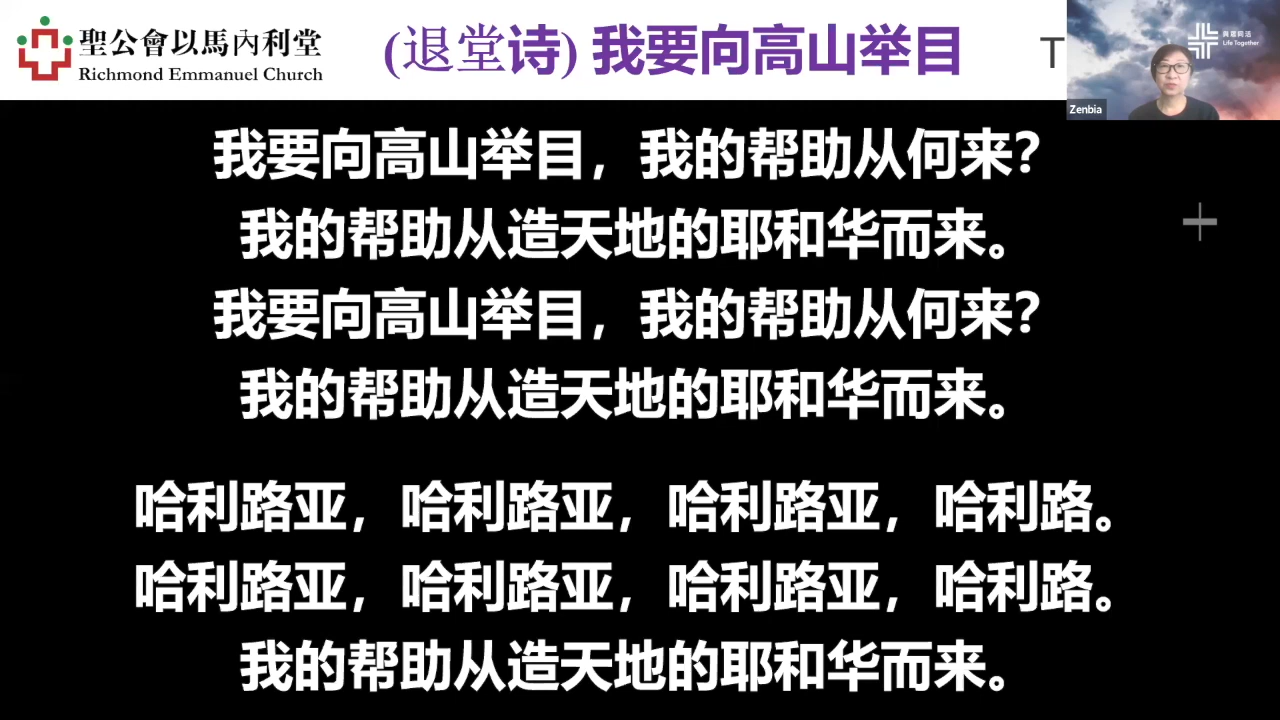 聖公會以馬內利堂
Richmond Emmanuel Church
(退堂诗) 我要向高山举目
T
Life Together
Zenbia
我要向高山举目，我的帮助从何来？
我的帮助从造天地的耶和华而来。
我要向高山举目，我的帮助从何来？
我的帮助从造天地的耶和华而来。
哈利路亚，哈利路亚，哈利路亚，哈利路。
哈利路亚，哈利路亚，哈利路亚，哈利路。
我的帮助从造天地的耶和华而来。